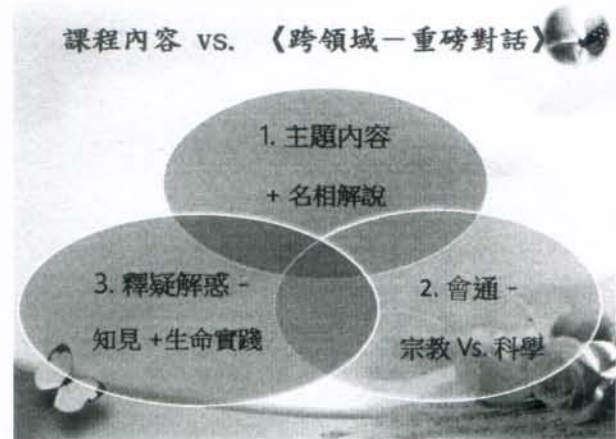 課程內容 VS. 《跨領域－重磅對話》
1. 主題內容
+ 名相解說
3. 釋疑解惑 -
知見 +生命實踐
2. 會通 -
宗教 Vs. 科學